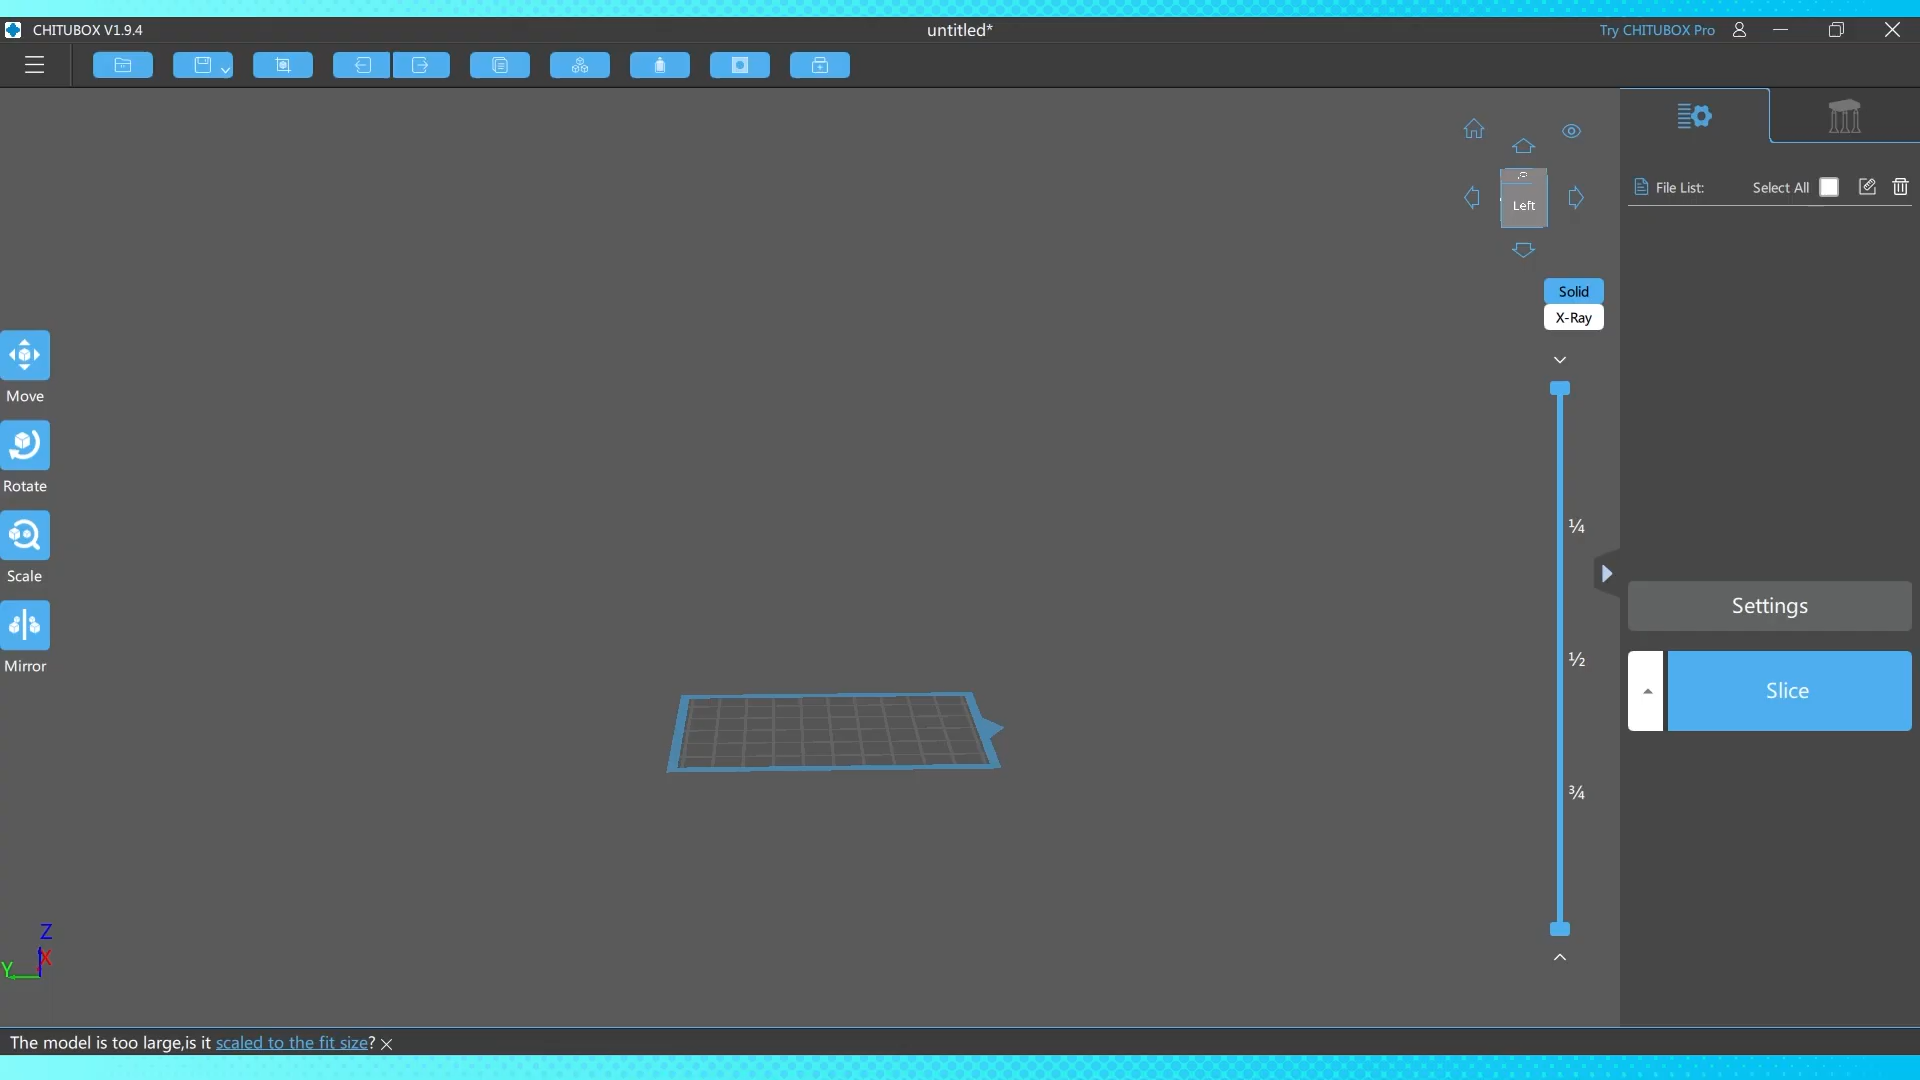 CHITUBOX V1.9.4
untitled*
Try CHITUBOX Pro
File List:
Select All
Left
Solid
X-Ray
Move
Rotate
Scale
Mirror
¼
½
¾
Settings
Slice
Z
X
Y
The model is too large,is it scaled to the fit size?